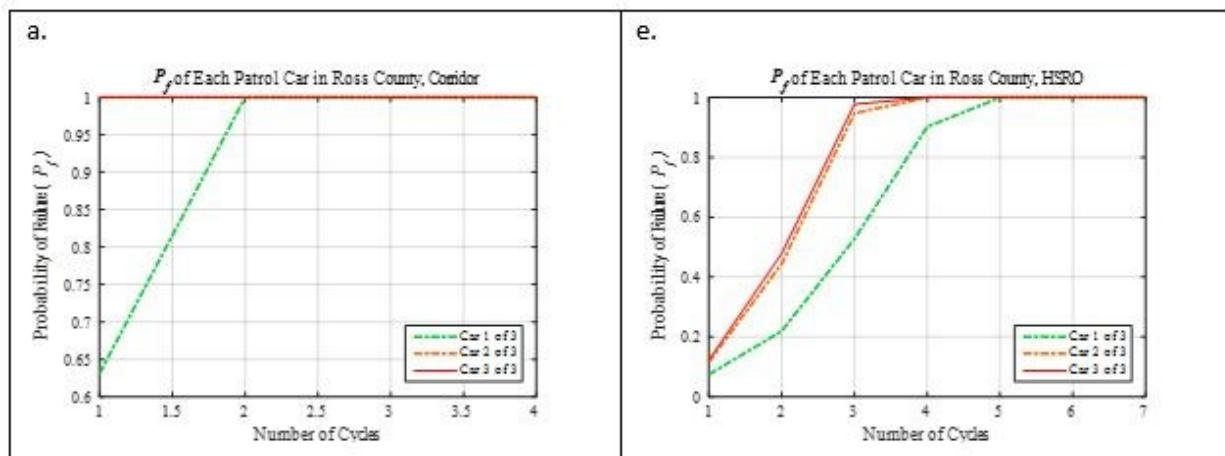 a.
P_f of Each Patrol Car in Ross County, Corridor
Probability of Failure ( P_f )
1
0.95
0.9
0.85
0.8
0.75
0.7
0.65
0.6
1 1.5 2 2.5 3 3.5 4
Number of Cycles
Car 1 of 3
Car 2 of 3
Car 3 of 3
e.
P_f of Each Patrol Car in Ross County, HSRO
Probability of Failure ( P_f )
1
0.8
0.6
0.4
0.2
0
1 2 3 4 5 6 7
Number of Cycles
Car 1 of 3
Car 2 of 3
Car 3 of 3